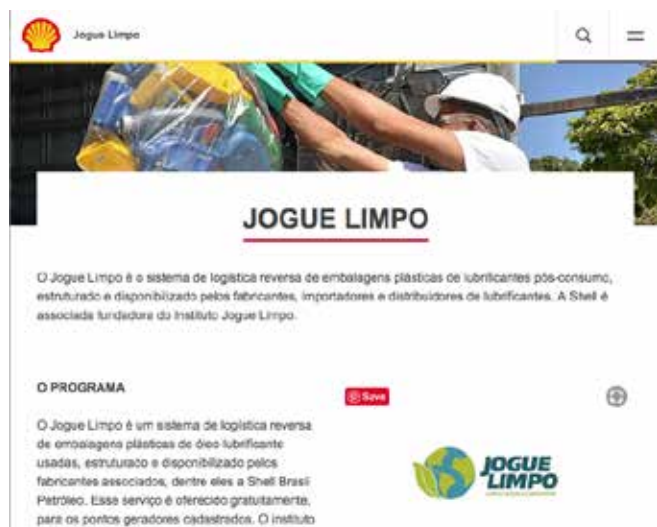 Jogue Limpo
JOGUE LIMPO
O Jogue Limpo é o sistema de logística reversa de embalagens plásticas de lubrificantes pós-consumo,
estruturado e disponibilizado pelos fabricantes, importadores e distribuidores de lubrificantes. A Shell é
associada fundadora do Instituto Jogue Limpo.
O PROGRAMA
Save
O Jogue Limpo é um sistema de logística reversa
de embalagens plásticas de óleo lubrificante
usadas, estruturado e disponibilizado pelos
fabricantes associados, dentre eles a Shell Brasil
Petróleo. Esse serviço é oferecido gratuitamente,
para os pontos geradores cadastrados. O instituto
JOGUE
LIMPO